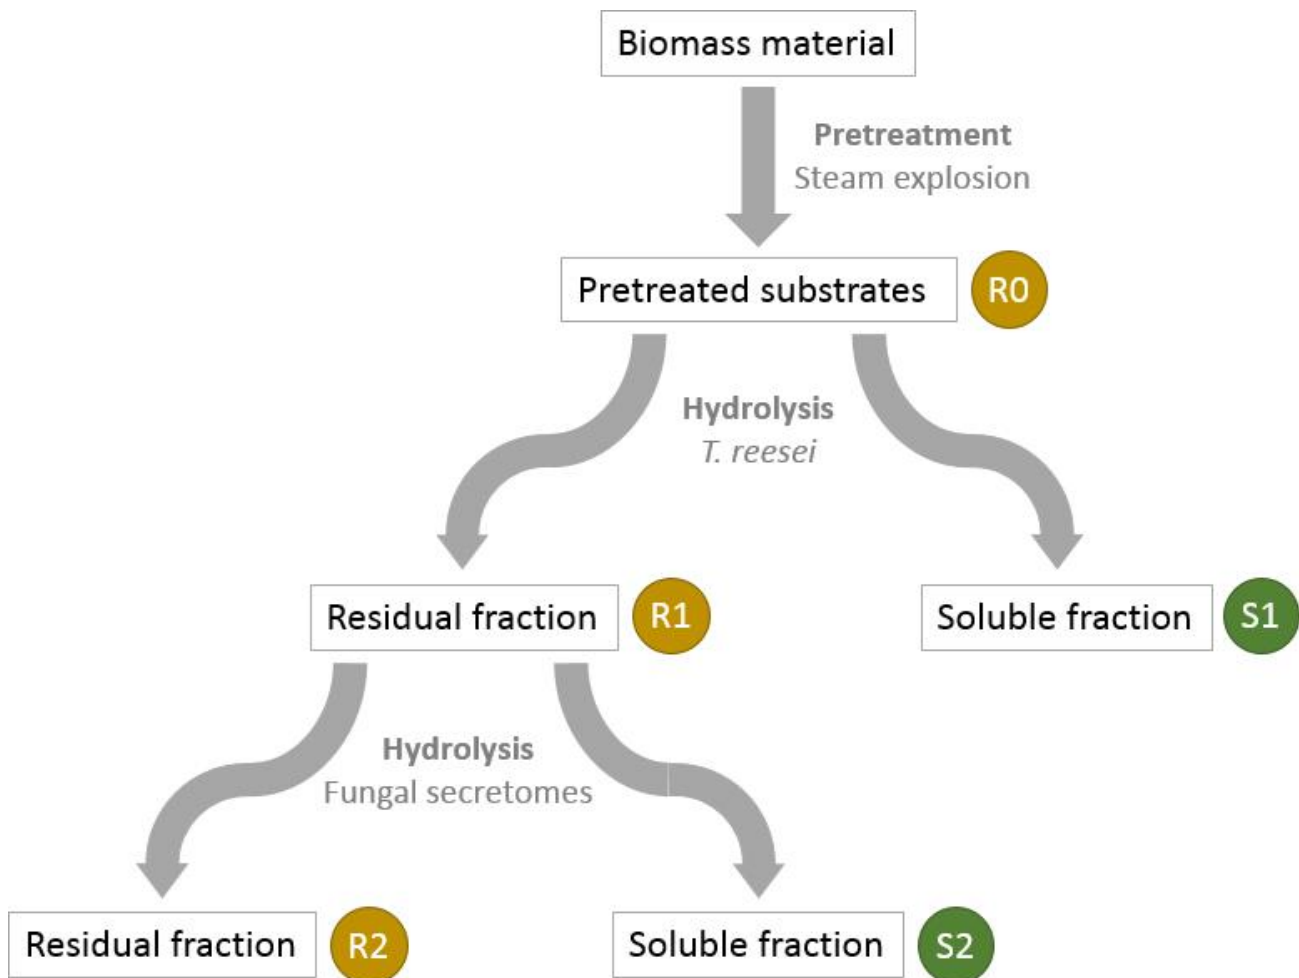 Biomass material
Pretreatment
Steam explosion
Pretreated substrates
R0
Hydrolysis
T. reesei
Residual fraction
R1
Soluble fraction
S1
Hydrolysis
Fungal secretomes
Residual fraction
R2
Soluble fraction
S2